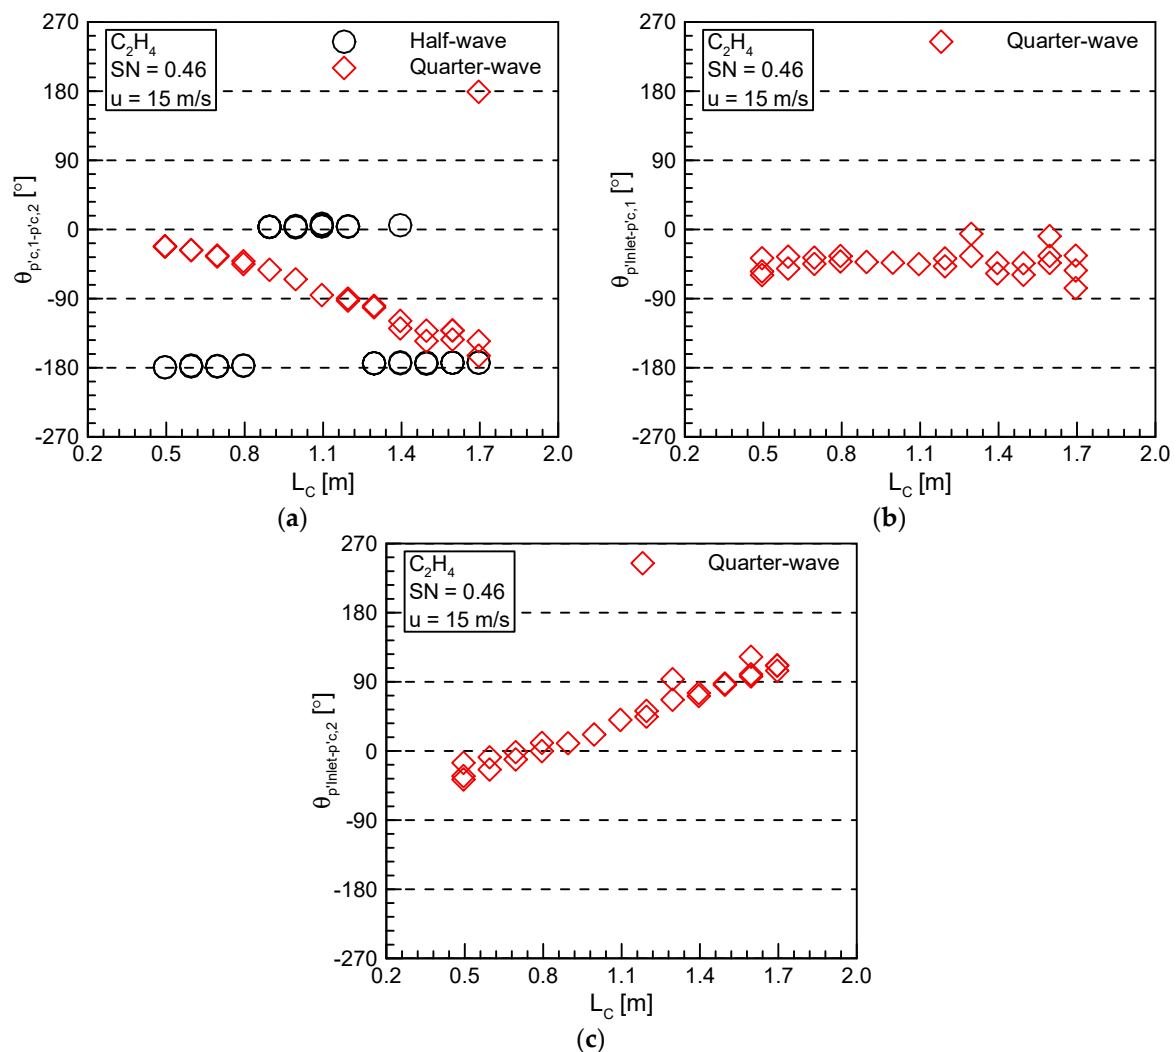 270
180
90
0
-90
-180
-270
θp'c,1-p'c,2 [°]
C2H4
SN = 0.46
u = 15 m/s
Half-wave
Quarter-wave
0.2 0.5 0.8 1.1 1.4 1.7 2.0
LC [m]
(a)
270
180
90
0
-90
-180
-270
θp'Inlet-p'c,1 [°]
C2H4
SN = 0.46
u = 15 m/s
Quarter-wave
0.2 0.5 0.8 1.1 1.4 1.7 2.0
LC [m]
(b)
270
180
90
0
-90
-180
-270
θp'Inlet-p'c,2 [°]
C2H4
SN = 0.46
u = 15 m/s
Quarter-wave
0.2 0.5 0.8 1.1 1.4 1.7 2.0
LC [m]
(c)